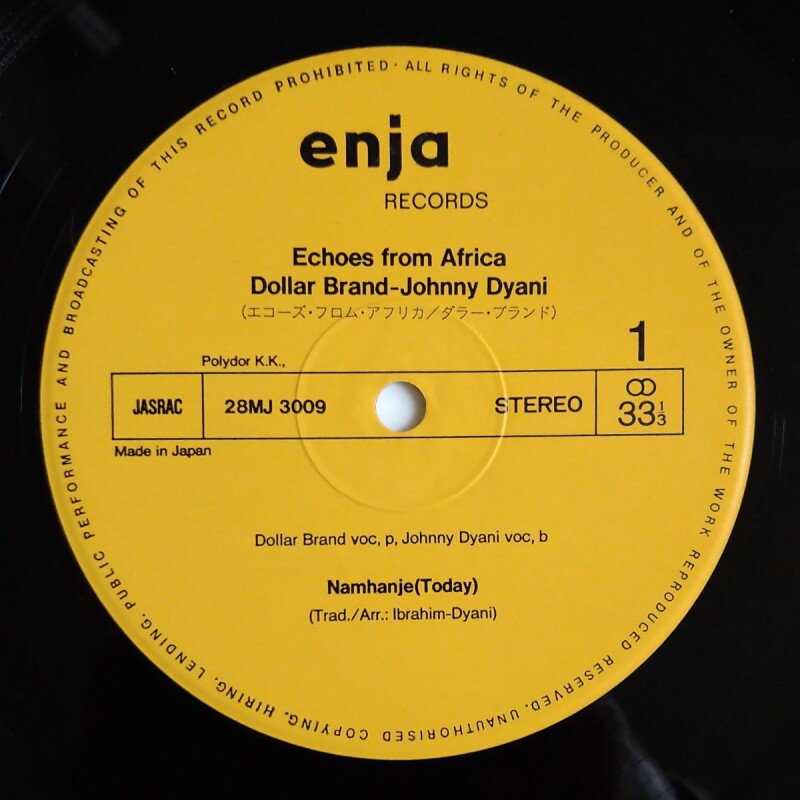 enja
RECORDS
Echoes from Africa
Dollar Brand-Johnny Dyani
(エコーズ・フロム・アフリカ/ダラー・ブランド)
1
Polydor K.K.,
JASRAC 28MJ 3009 STEREO 33 1/3
Made in Japan
Dollar Brand voc, p, Johnny Dyani voc, b
Namhanje(Today)
(Trad./Arr.: Ibrahim-Dyani)
ALL RIGHTS OF THE PRODUCER AND OF THE OWNER OF THE WORK REPRODUCED RESERVED. UNAUTHORISED COPYING, HIRING, LENDING, PUBLIC PERFORMANCE AND BROADCASTING OF THIS RECORD PROHIBITED ·